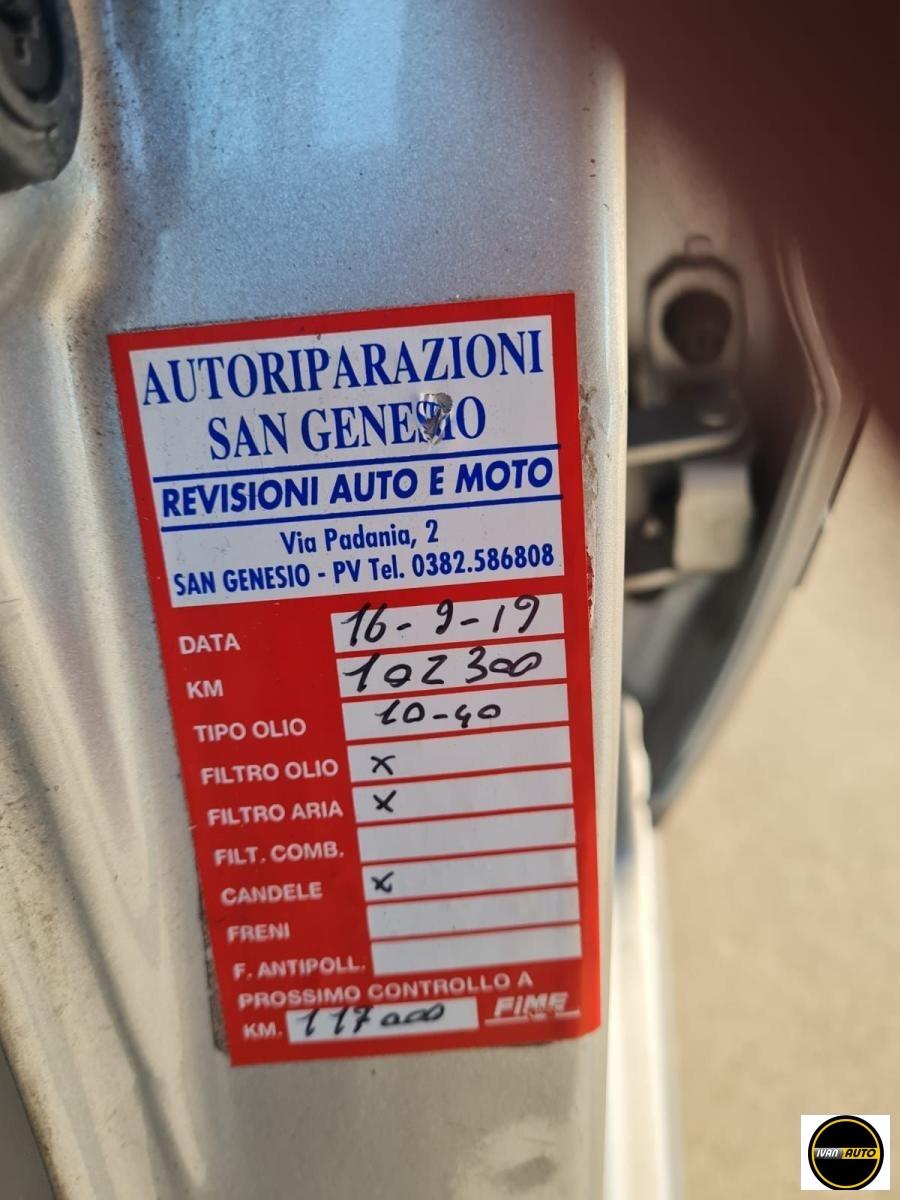 AUTORIPARAZIONI
SAN GENESIO
REVISIONI AUTO E MOTO
Via Padania, 2
SAN GENESIO - PV Tel. 0382.586808
DATA 16-9-19
KM 102300
TIPO OLIO 10-40
FILTRO OLIO x
FILTRO ARIA x
FILT. COMB.
CANDELE x
FRENI
F. ANTIPOLL.
PROSSIMO CONTROLLO A
KM. 117000 FIME
IVAN AUTO